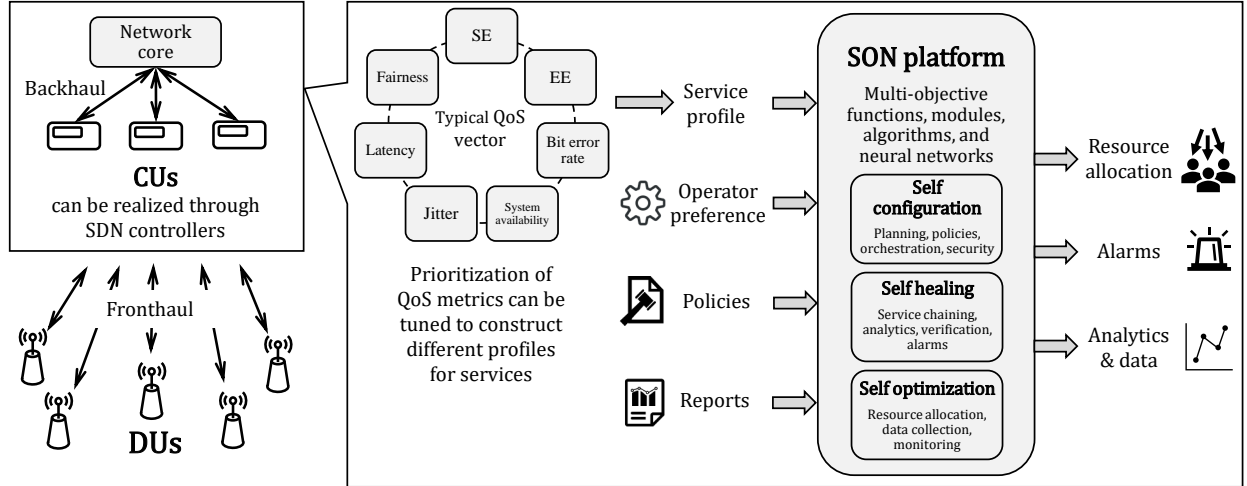 Network
core
Backhaul
CUs
can be realized through
SDN controllers
Fronthaul
DUs
SE
Fairness
EE
Typical QoS
vector
Latency
Bit error
rate
Jitter
System
availability
Prioritization of
QoS metrics can be
tuned to construct
different profiles
for services
Service
profile
Operator
preference
Policies
Reports
SON platform
Multi-objective
functions, modules,
algorithms, and
neural networks
Self
configuration
Planning, policies,
orchestration, security
Self healing
Service chaining,
analytics, verification,
alarms
Self optimization
Resource allocation,
data collection,
monitoring
Resource
allocation
Alarms
Analytics
& data